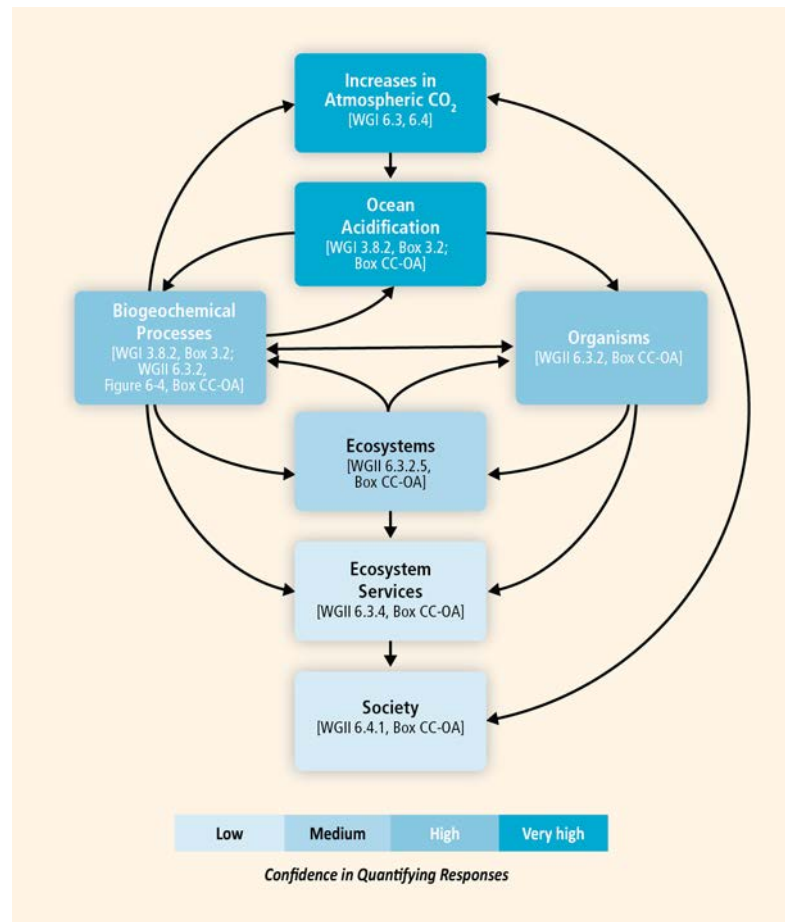 Increases in
Atmospheric CO₂
[WGI 6.3, 6.4]
Ocean
Acidification
[WGI 3.8.2, Box 3.2;
Box CC-OA]
Biogeochemical
Processes
[WGI 3.8.2, Box 3.2;
WGII 6.3.2,
Figure 6-4, Box CC-OA]
Organisms
[WGII 6.3.2, Box CC-OA]
Ecosystems
[WGII 6.3.2.5,
Box CC-OA]
Ecosystem
Services
[WGII 6.3.4, Box CC-OA]
Society
[WGII 6.4.1, Box CC-OA]
Low Medium High Very high
Confidence in Quantifying Responses